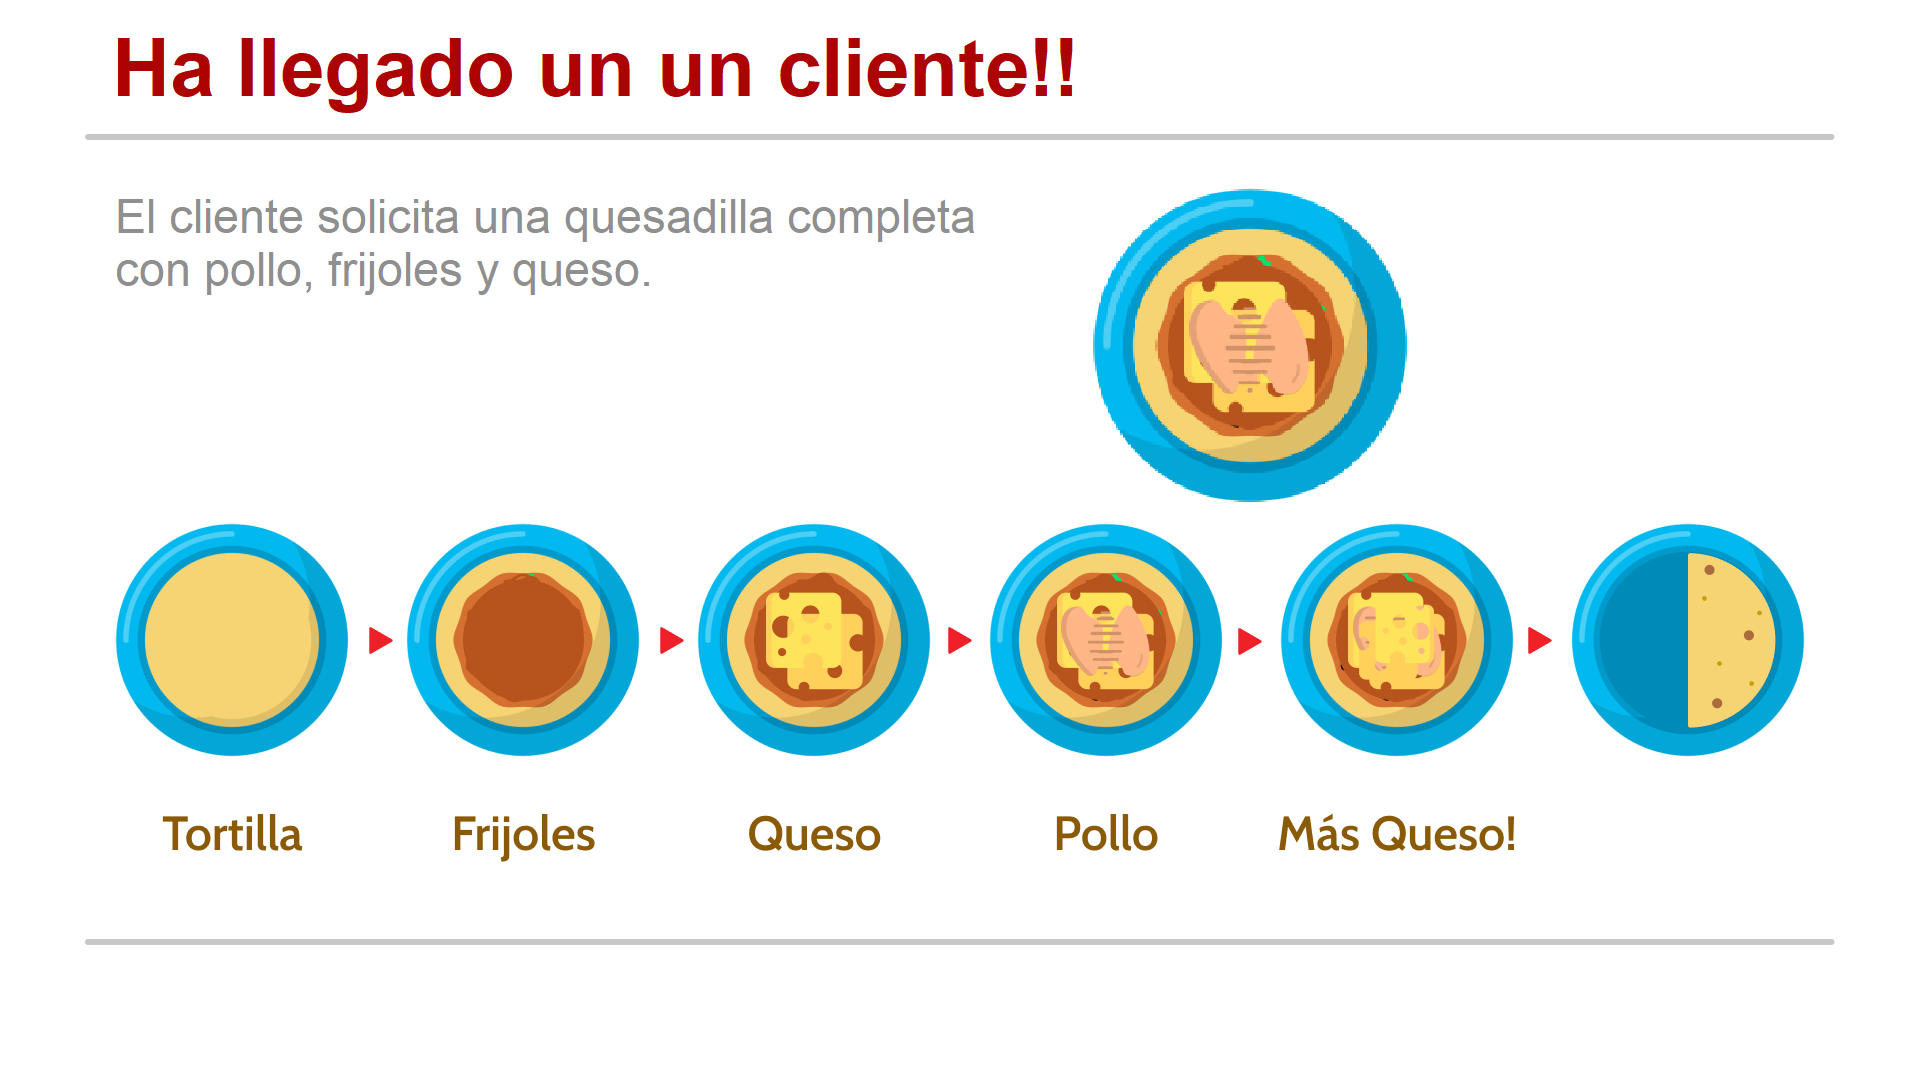 Ha llegado un un cliente!!
El cliente solicita una quesadilla completa
con pollo, frijoles y queso.
Tortilla
Frijoles
Queso
Pollo
Más Queso!